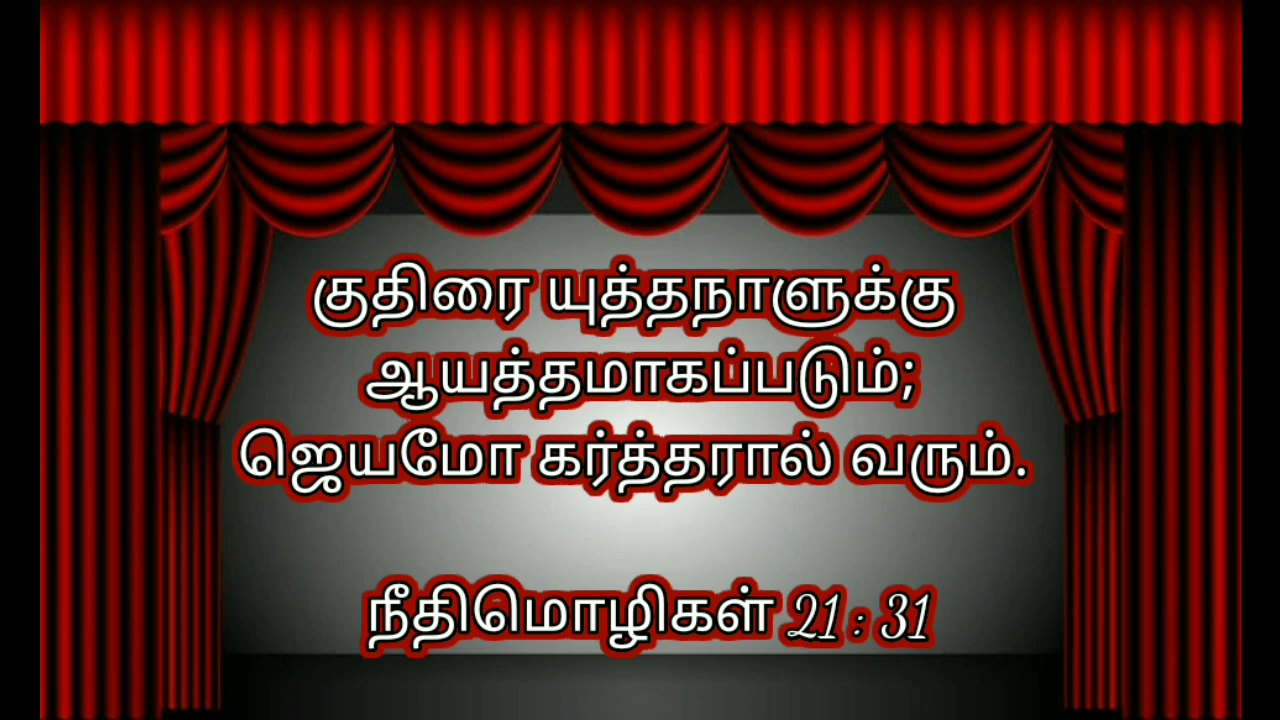 குதிரை யுத்தநாளுக்கு
ஆயத்தமாகப்படும்;
ஜெயமோ கர்த்தரால் வரும்.
நீதிமொழிகள் 21 : 31